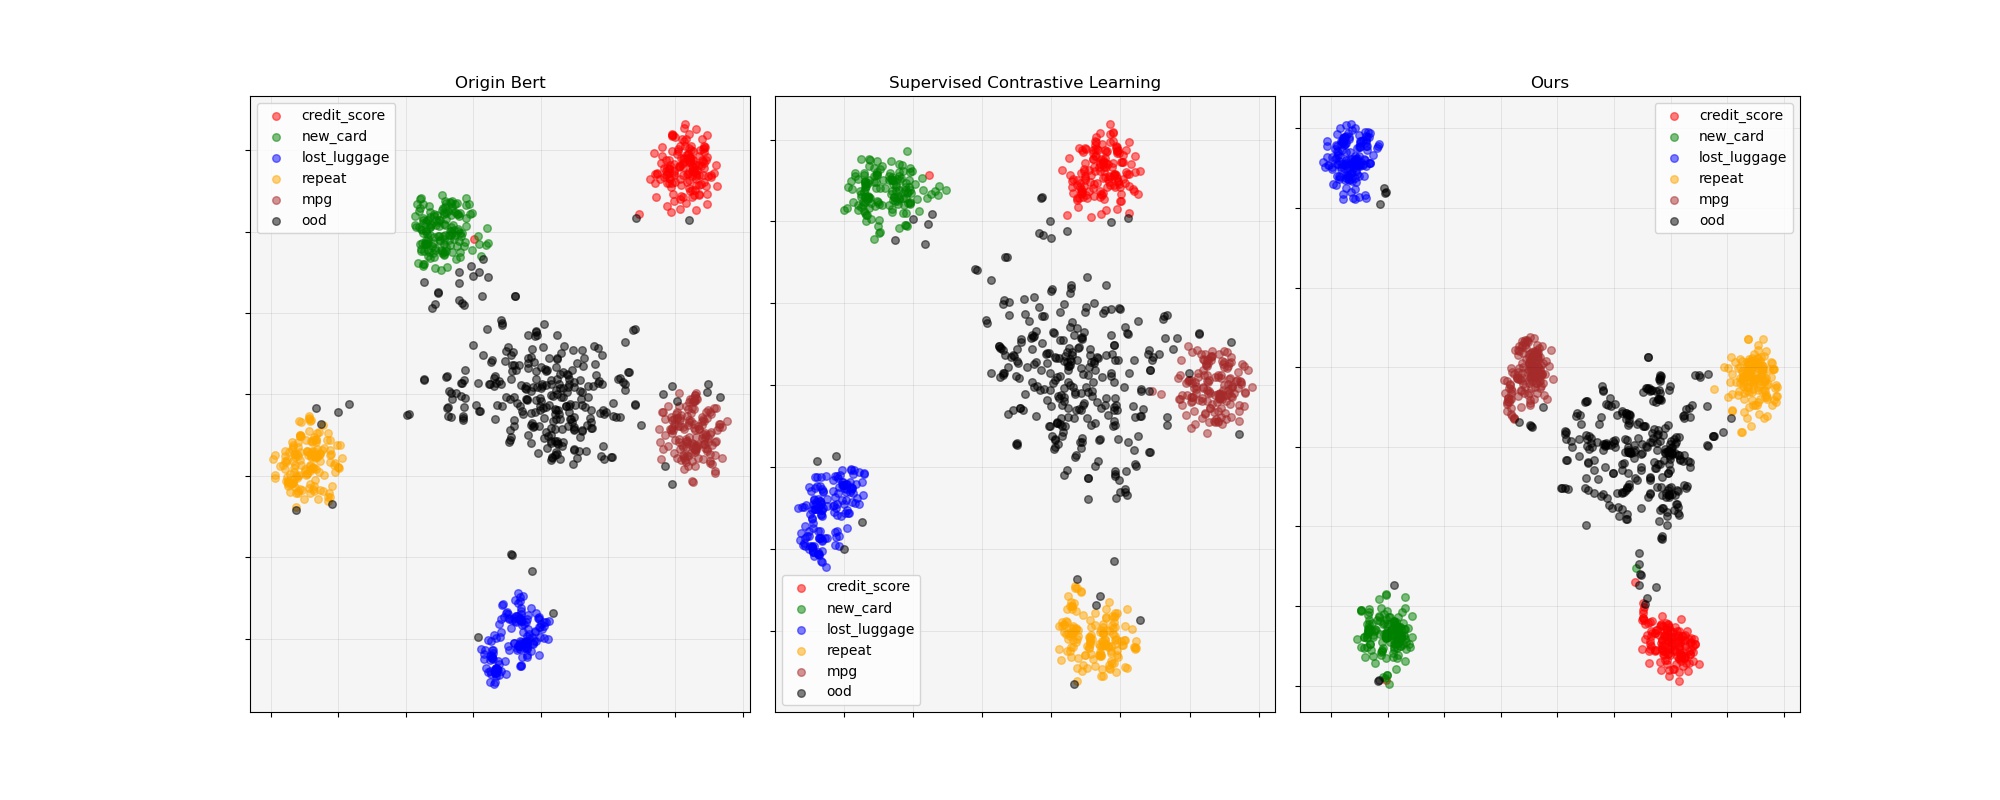 Origin Bert
credit_score
new_card
lost_luggage
repeat
mpg
ood
Supervised Contrastive Learning
credit_score
new_card
lost_luggage
repeat
mpg
ood
Ours
credit_score
new_card
lost_luggage
repeat
mpg
ood